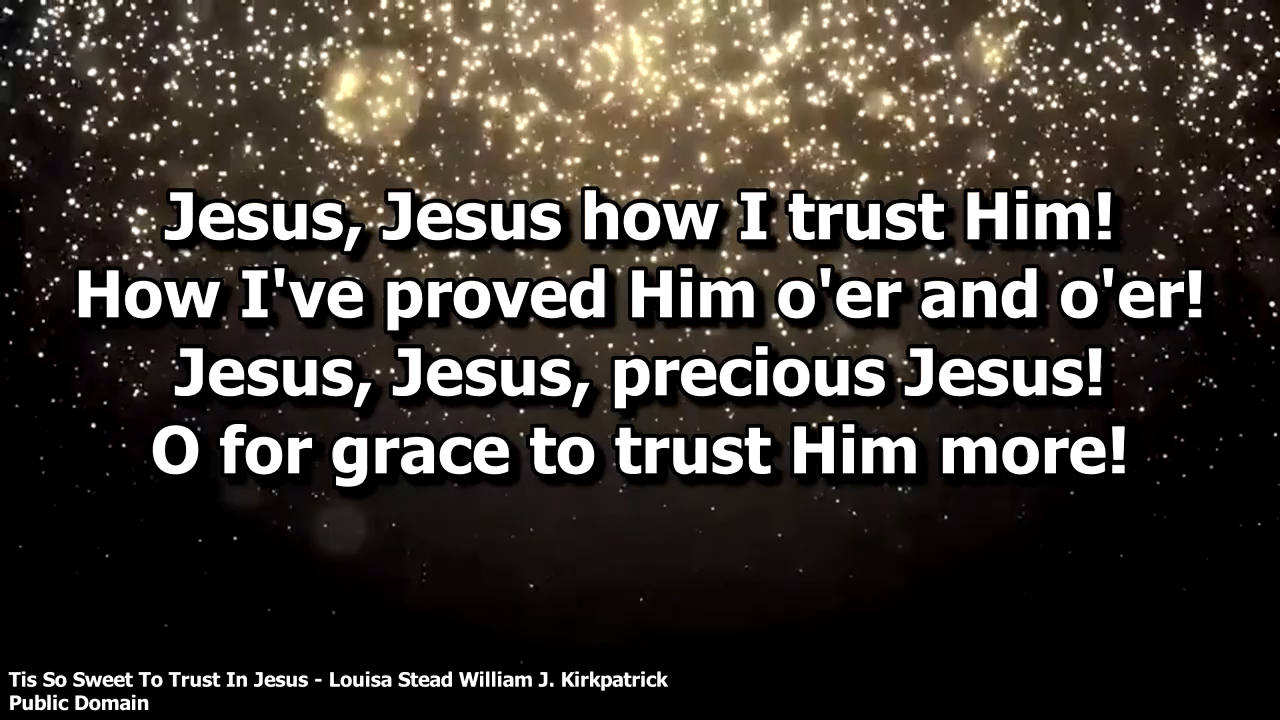 Jesus, Jesus how I trust Him!
How I've proved Him o'er and o'er!
Jesus, Jesus, precious Jesus!
O for grace to trust Him more!
Tis So Sweet To Trust In Jesus - Louisa Stead William J. Kirkpatrick
Public Domain